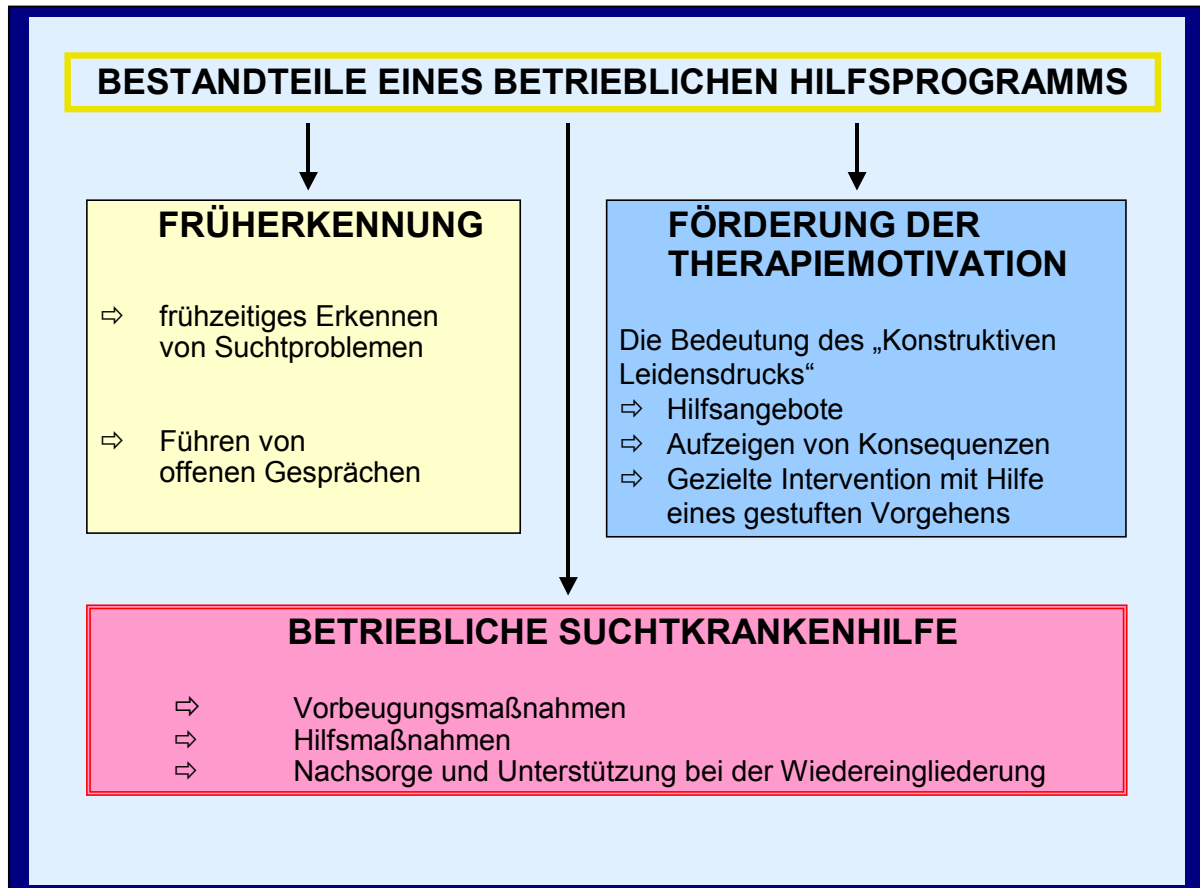 BESTANDTEILE EINES BETRIEBLICHEN HILFSPROGRAMMS
FRÜHERKENNUNG
⇨ frühzeitiges Erkennen
von Suchtproblemen
⇨ Führen von
offenen Gesprächen
FÖRDERUNG DER
THERAPIEMOTIVATION
Die Bedeutung des „Konstruktiven
Leidensdrucks“
⇨ Hilfsangebote
⇨ Aufzeigen von Konsequenzen
⇨ Gezielte Intervention mit Hilfe
eines gestuften Vorgehens
BETRIEBLICHE SUCHTKRANKENHILFE
⇨ Vorbeugungsmaßnahmen
⇨ Hilfsmaßnahmen
⇨ Nachsorge und Unterstützung bei der Wiedereingliederung